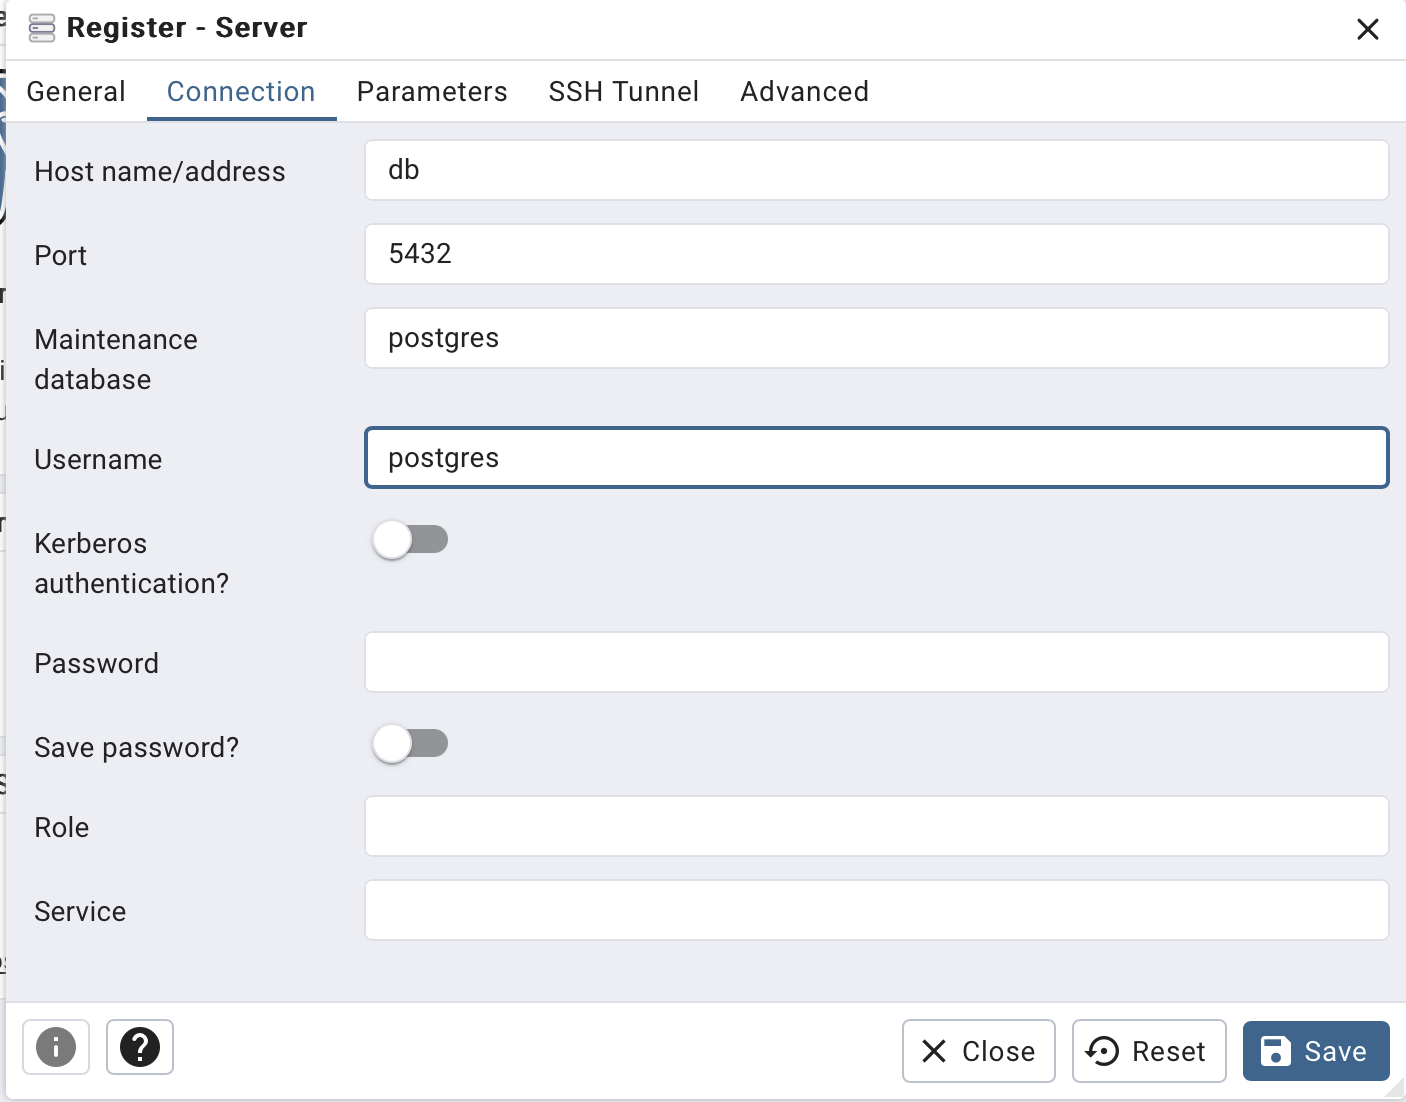 Register - Server
General Connection Parameters SSH Tunnel Advanced
Host name/address db
Port 5432
Maintenance
database
postgres
Username postgres
Kerberos
authentication?
Password
Save password?
Role
Service
Close Reset Save